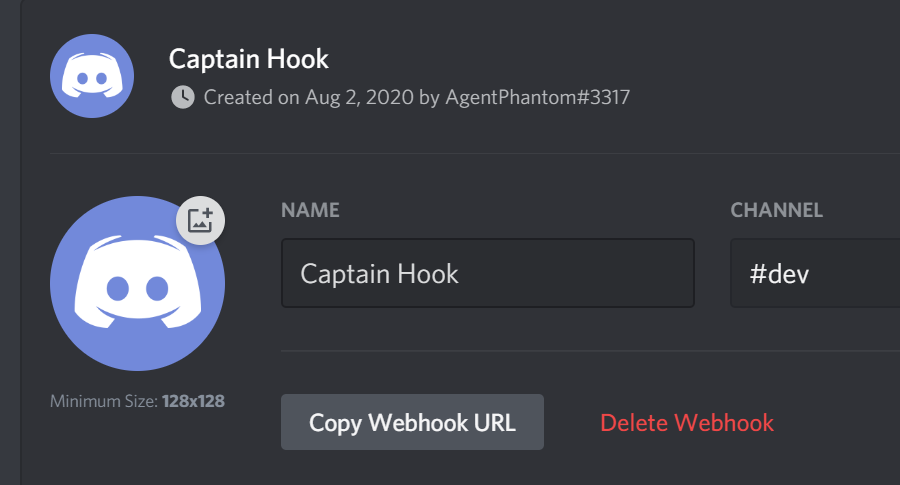 Captain Hook
Created on Aug 2, 2020 by AgentPhantom#3317
NAME
CHANNEL
Captain Hook
#dev
Minimum Size: 128x128
Copy Webhook URL
Delete Webhook